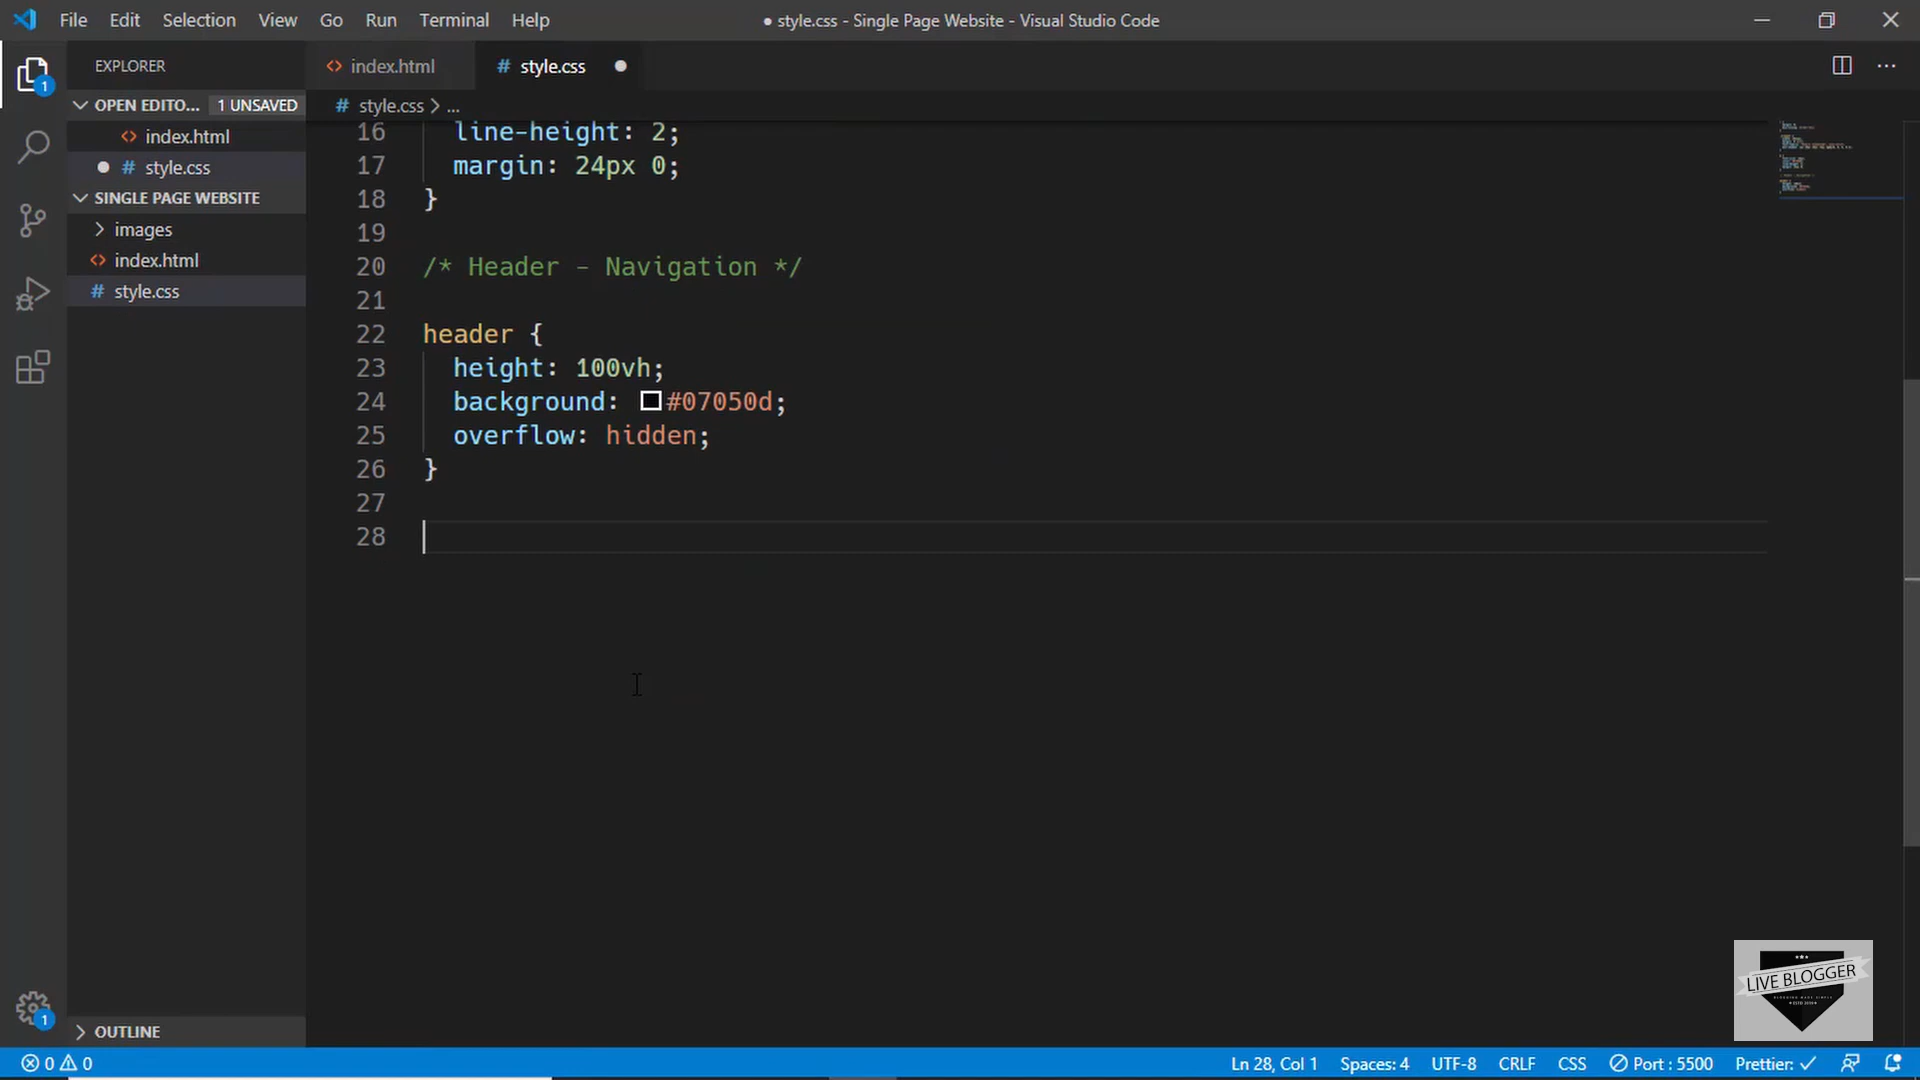 File Edit Selection View Go Run Terminal Help
● style.css - Single Page Website - Visual Studio Code
EXPLORER
OPEN EDITO... 1 UNSAVED
index.html
style.css
SINGLE PAGE WEBSITE
images
index.html
style.css
OUTLINE
index.html
style.css
style.css > ...
16 line-height: 2;
17 margin: 24px 0;
18 }
19
20 /* Header - Navigation */
21
22 header {
23 height: 100vh;
24 background: #07050d;
25 overflow: hidden;
26 }
27
28
1
1
LIVE BLOGGER
0 0
Ln 28, Col 1 Spaces: 4 UTF-8 CRLF CSS Port : 5500 Prettier: ✓